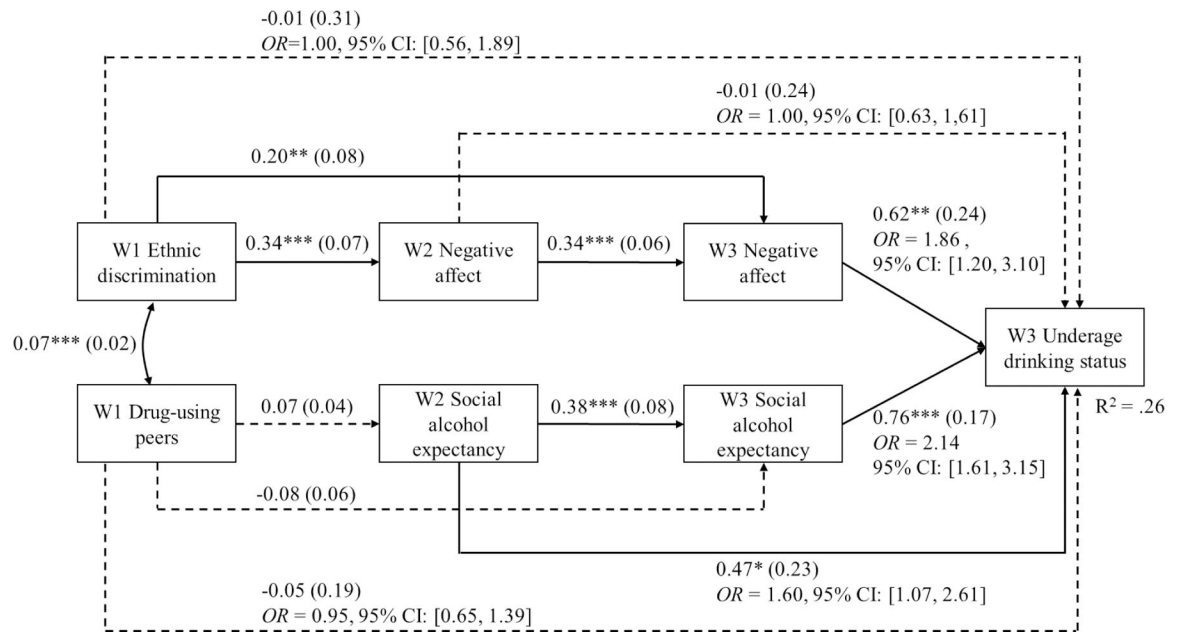 -0.01 (0.31)
OR=1.00, 95% CI: [0.56, 1.89]
-0.01 (0.24)
OR = 1.00, 95% CI: [0.63, 1,61]
0.20** (0.08)
W1 Ethnic
discrimination
0.34*** (0.07)
W2 Negative
affect
0.34*** (0.06)
W3 Negative
affect
0.62** (0.24)
OR = 1.86 ,
95% CI: [1.20, 3.10]
0.07*** (0.02)
W3 Underage
drinking status
R² = .26
W1 Drug-using
peers
0.07 (0.04)
W2 Social
alcohol
expectancy
0.38*** (0.08)
W3 Social
alcohol
expectancy
0.76*** (0.17)
OR = 2.14
95% CI: [1.61, 3.15]
-0.08 (0.06)
0.47* (0.23)
OR = 1.60, 95% CI: [1.07, 2.61]
-0.05 (0.19)
OR = 0.95, 95% CI: [0.65, 1.39]